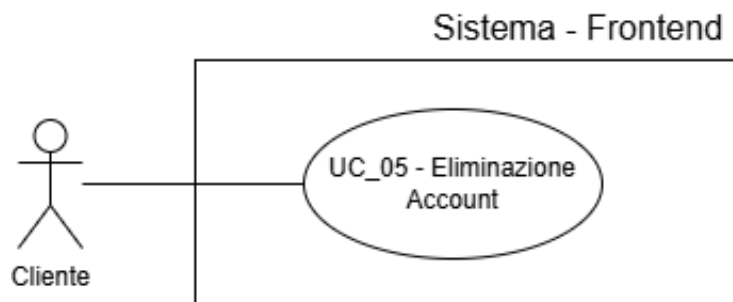 Sistema - Frontend
UC_05 - Eliminazione
Account
Cliente